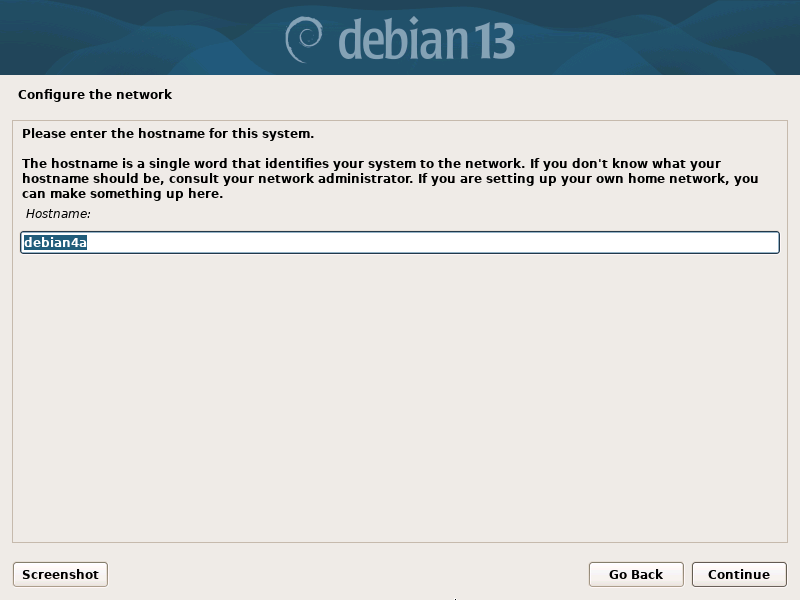 debian 13
Configure the network
Please enter the hostname for this system.
The hostname is a single word that identifies your system to the network. If you don't know what your
hostname should be, consult your network administrator. If you are setting up your own home network, you
can make something up here.
Hostname:
debian4a
Screenshot
Go Back
Continue